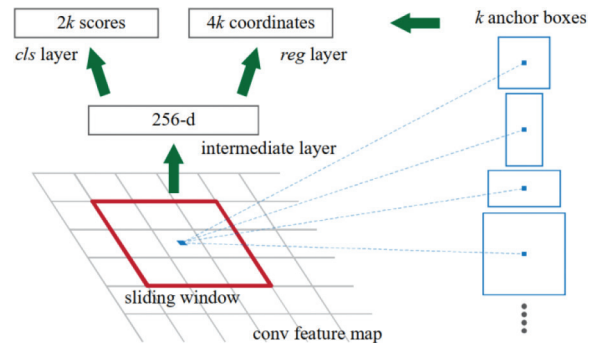 2k scores
4k coordinates
k anchor boxes
cls layer
reg layer
256-d
intermediate layer
sliding window
conv feature map